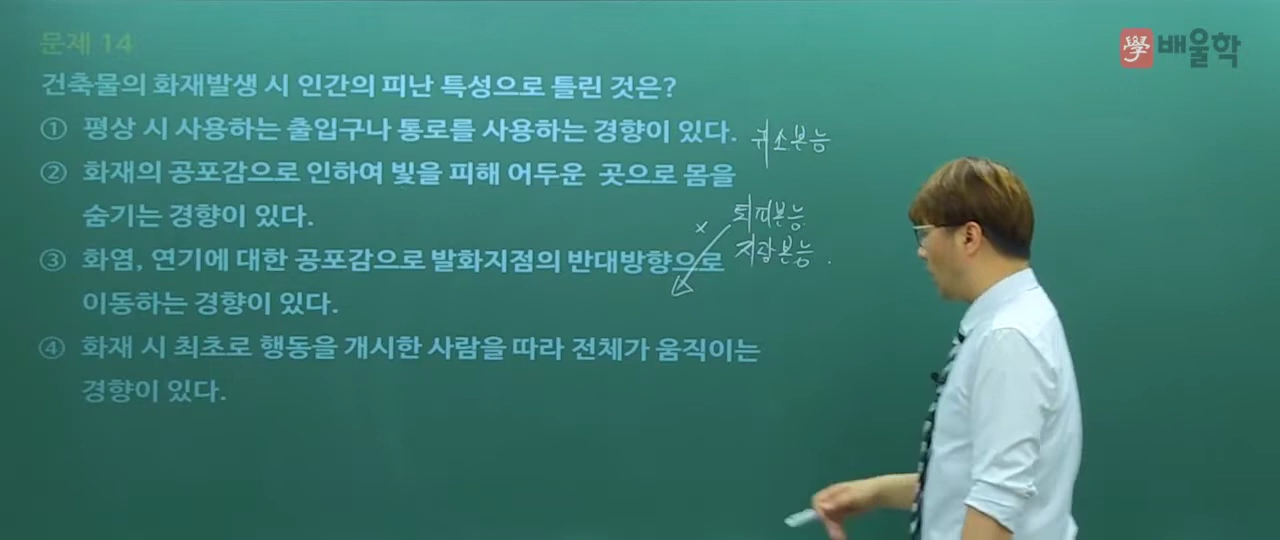 문제 14
學 배울학
건축물의 화재발생 시 인간의 피난 특성으로 틀린 것은?
① 평상 시 사용하는 출입구나 통로를 사용하는 경향이 있다. 귀소본능
② 화재의 공포감으로 인하여 빛을 피해 어두운 곳으로 몸을
숨기는 경향이 있다. 퇴피본능
x 지광본능.
③ 화염, 연기에 대한 공포감으로 발화지점의 반대방향으로
이동하는 경향이 있다.
④ 화재 시 최초로 행동을 개시한 사람을 따라 전체가 움직이는
경향이 있다.